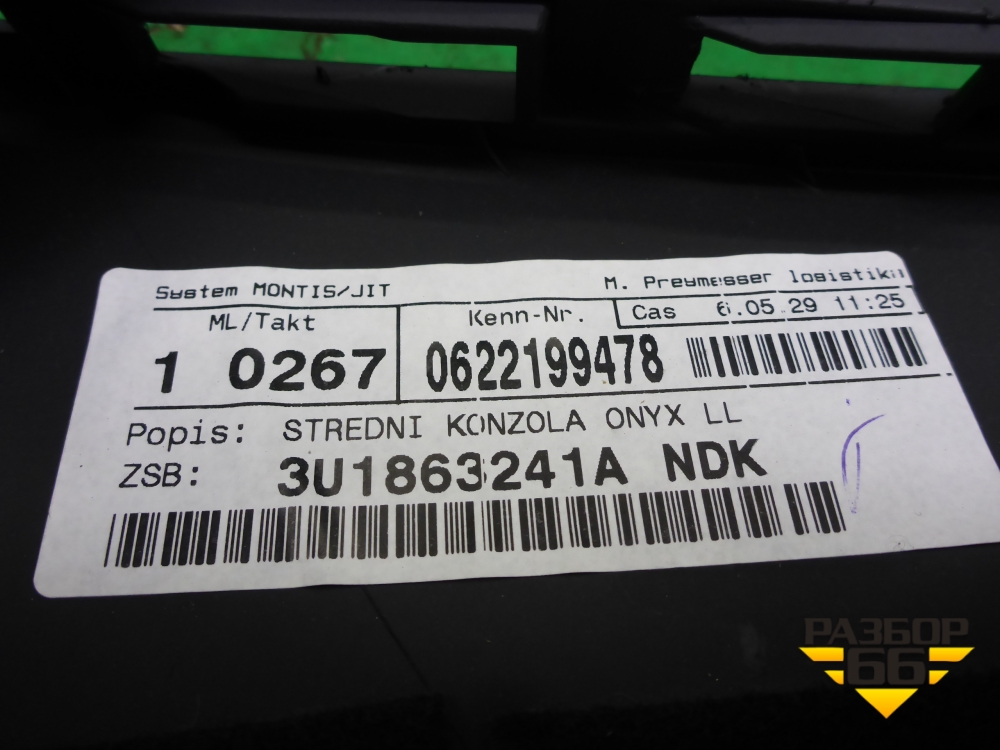 System MONTIS/JIT
M. Preymesser logistika
ML/Takt
Kenn-Nr.
Cas 6.05.29 11:25
1 0267
0622199478
Popis: STREDNI KONZOLA ONYX LL
ZSB: 3U1863241A NDK
РАЗБОР
66